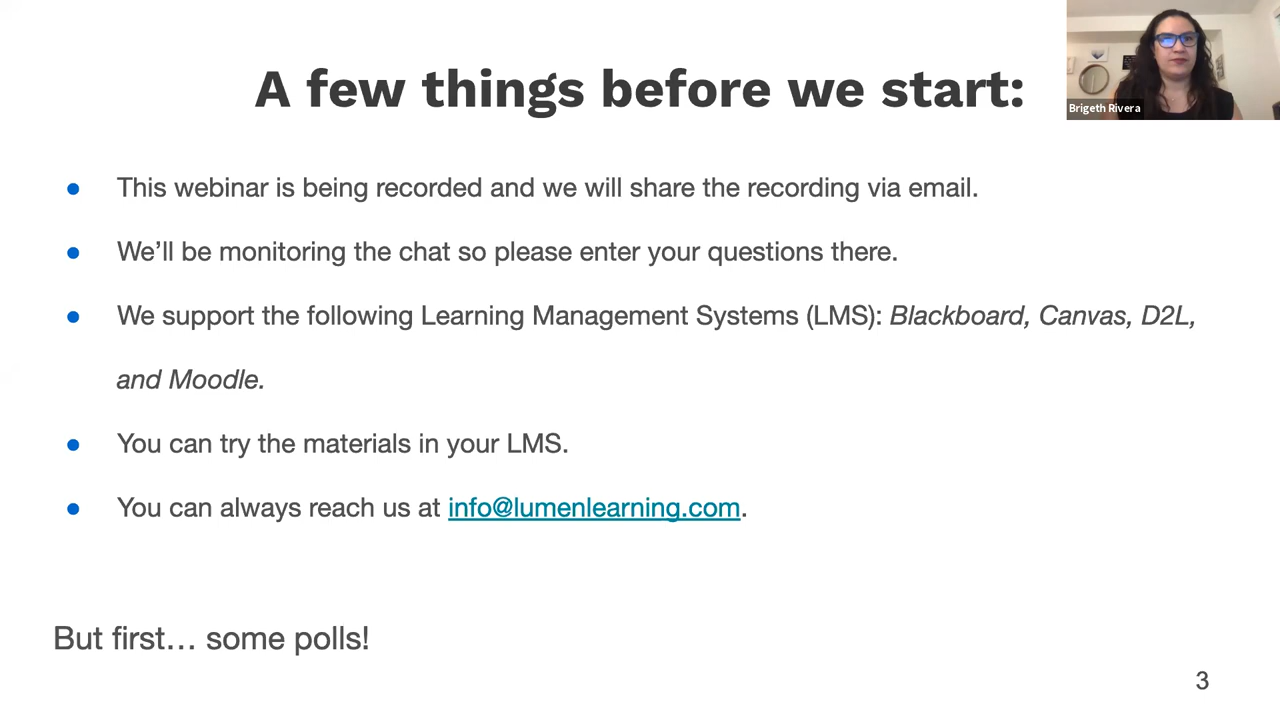 A few things before we start:
Brigeth Rivera
● This webinar is being recorded and we will share the recording via email.
● We’ll be monitoring the chat so please enter your questions there.
● We support the following Learning Management Systems (LMS): Blackboard, Canvas, D2L,
and Moodle.
● You can try the materials in your LMS.
● You can always reach us at info@lumenlearning.com.
But first… some polls!
3